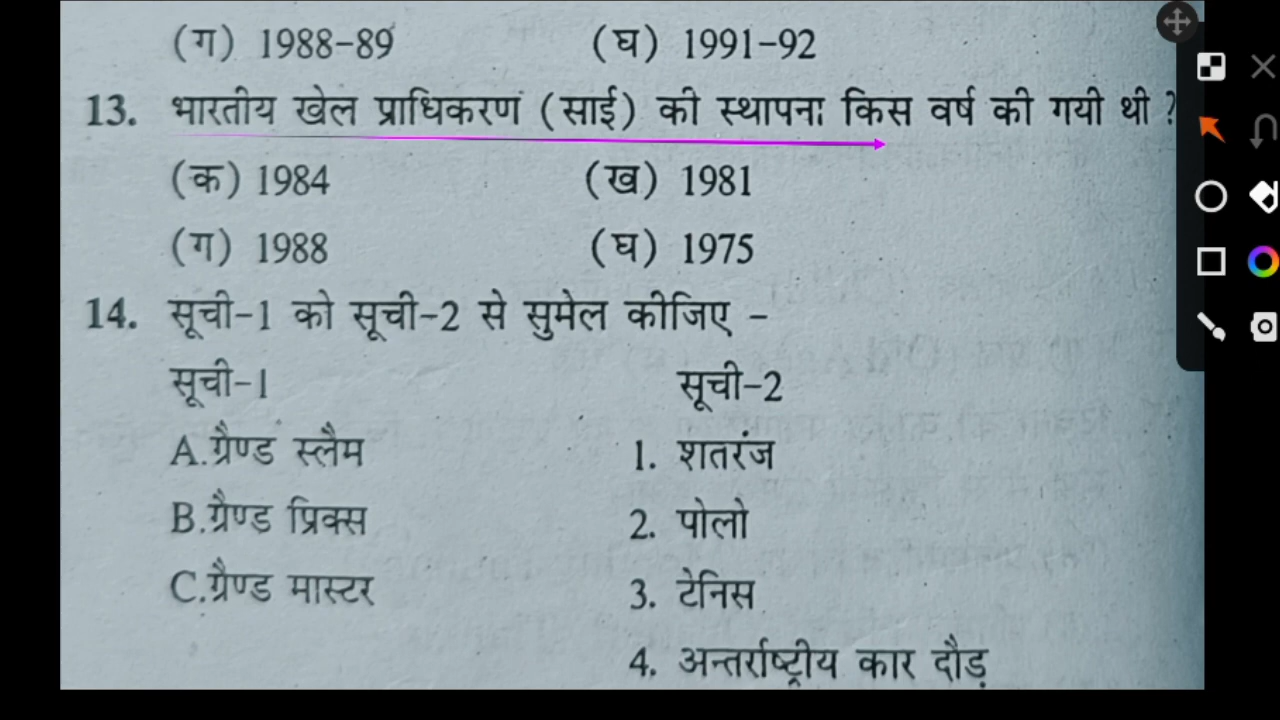 (ग) 1988-89 (घ) 1991-92
13. भारतीय खेल प्राधिकरण (साई) की स्थापना किस वर्ष की गयी थी ?
(क) 1984 (ख) 1981
(ग) 1988 (घ) 1975
14. सूची-1 को सूची-2 से सुमेल कीजिए -
सूची-1 सूची-2
A.ग्रैण्ड स्लैम 1. शतरंज
B.ग्रैण्ड प्रिक्स 2. पोलो
C.ग्रैण्ड मास्टर 3. टेनिस
4. अन्तर्राष्ट्रीय कार दौड़